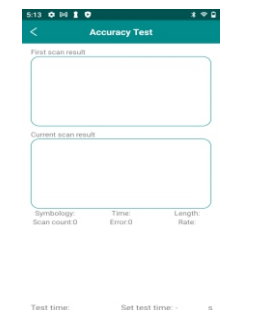 5:13
Accuracy Test
First scan result
Current scan result
Symbology: Time: Length:
Scan count:0 Error:0 Rate:
Test time: Set test time: - s